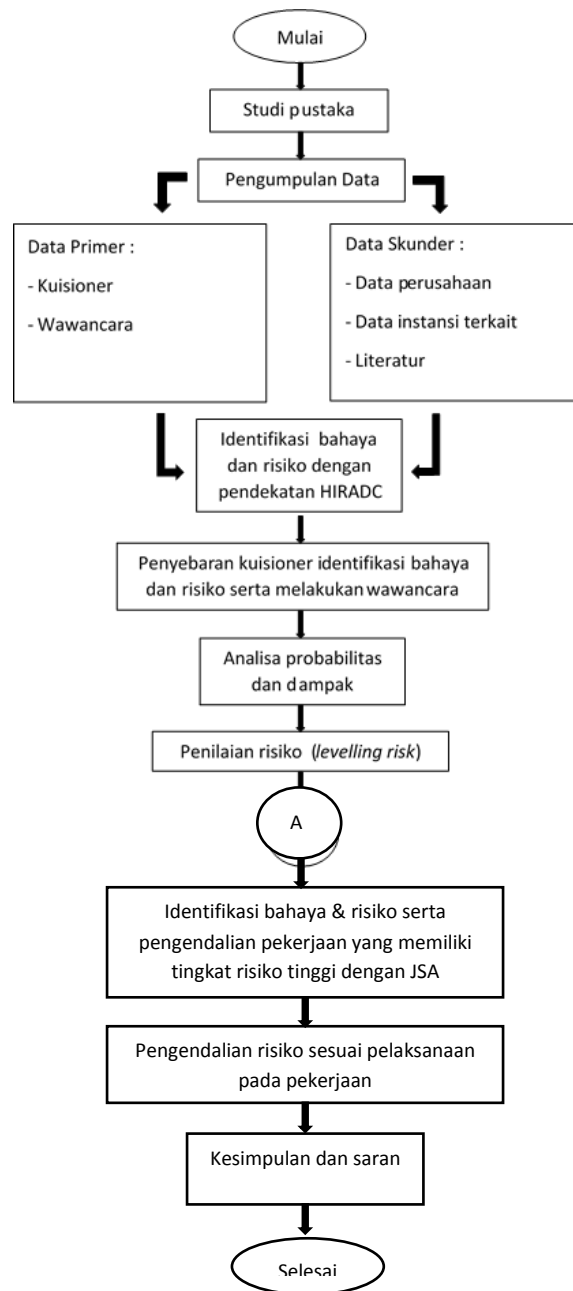 Mulai
Studi pustaka
Pengumpulan Data
Data Primer :
- Kuisioner
- Wawancara
Data Skunder :
- Data perusahaan
- Data instansi terkait
- Literatur
Identifikasi bahaya
dan risiko dengan
pendekatan HIRADC
Penyebaran kuisioner identifikasi bahaya
dan risiko serta melakukan wawancara
Analisa probabilitas
dan dampak
Penilaian risiko (levelling risk)
A
Identifikasi bahaya & risiko serta
pengendalian pekerjaan yang memiliki
tingkat risiko tinggi dengan JSA
Pengendalian risiko sesuai pelaksanaan
pada pekerjaan
Kesimpulan dan saran
Selesai